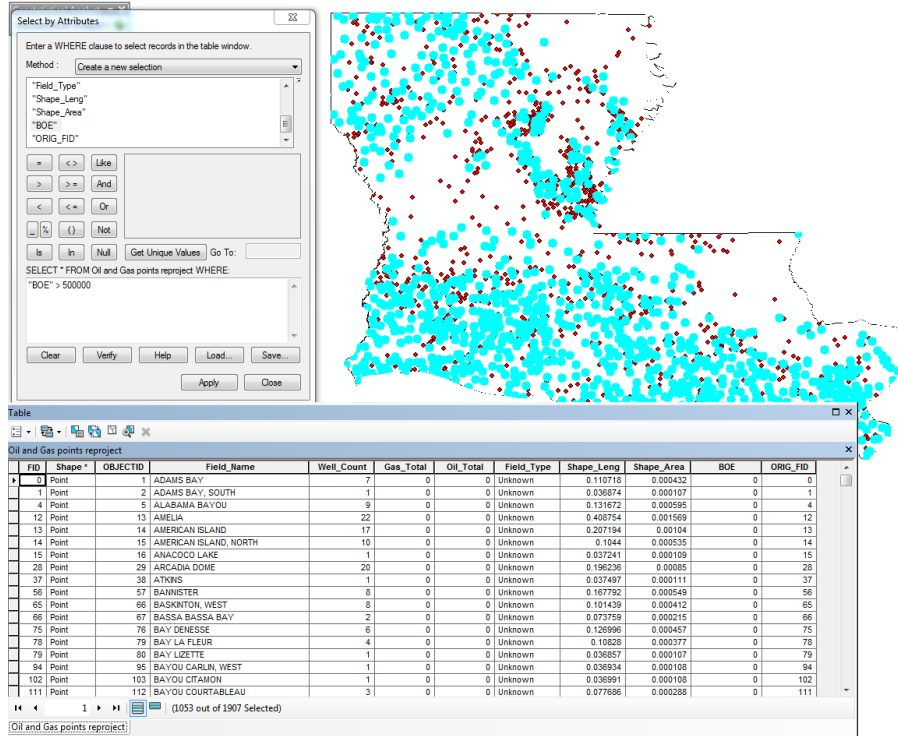 Select by Attributes
Enter a WHERE clause to select records in the table window.
Method : Create a new selection
"Field_Type"
"Shape_Leng"
"Shape_Area"
"BOE"
"ORIG_FID"
= < > Like
> > = And
< < = Or
_ % () Not
Is In Null Get Unique Values Go To:
SELECT * FROM Oil and Gas points reproject WHERE:
"BOE" > 500000
Clear Verify Help Load... Save...
Apply Close
Table
Oil and Gas points reproject
FID Shape * OBJECTID Field_Name Well_Count Gas_Total Oil_Total Field_Type Shape_Leng Shape_Area BOE ORIG_FID
0 Point 1 ADAMS BAY 7 0 0 Unknown 0.110718 0.000432 0 0
1 Point 2 ADAMS BAY, SOUTH 1 0 0 Unknown 0.036874 0.000107 0 1
4 Point 5 ALABAMA BAYOU 9 0 0 Unknown 0.131672 0.000595 0 4
12 Point 13 AMELIA 22 0 0 Unknown 0.408754 0.001569 0 12
13 Point 14 AMERICAN ISLAND 17 0 0 Unknown 0.207194 0.00104 0 13
14 Point 15 AMERICAN ISLAND, NORTH 10 0 0 Unknown 0.1044 0.000535 0 14
15 Point 16 ANACOCO LAKE 1 0 0 Unknown 0.037241 0.000109 0 15
28 Point 29 ARCADIA DOME 20 0 0 Unknown 0.196236 0.00085 0 28
37 Point 38 ATKINS 1 0 0 Unknown 0.037497 0.000111 0 37
56 Point 57 BANNISTER 8 0 0 Unknown 0.167792 0.000549 0 56
65 Point 66 BASKINTON, WEST 8 0 0 Unknown 0.101439 0.000412 0 65
66 Point 67 BASSA BASSA BAY 2 0 0 Unknown 0.073759 0.000215 0 66
75 Point 76 BAY DENESSE 6 0 0 Unknown 0.126996 0.000457 0 75
78 Point 79 BAY LA FLEUR 4 0 0 Unknown 0.10828 0.000377 0 78
79 Point 80 BAY LIZETTE 1 0 0 Unknown 0.036857 0.000107 0 79
94 Point 95 BAYOU CARLIN, WEST 1 0 0 Unknown 0.036934 0.000108 0 94
102 Point 103 BAYOU CITAMON 1 0 0 Unknown 0.036991 0.000108 0 102
111 Point 112 BAYOU COURTABLEAU 3 0 0 Unknown 0.077686 0.000288 0 111
1 (1053 out of 1907 Selected)
Oil and Gas points reproject